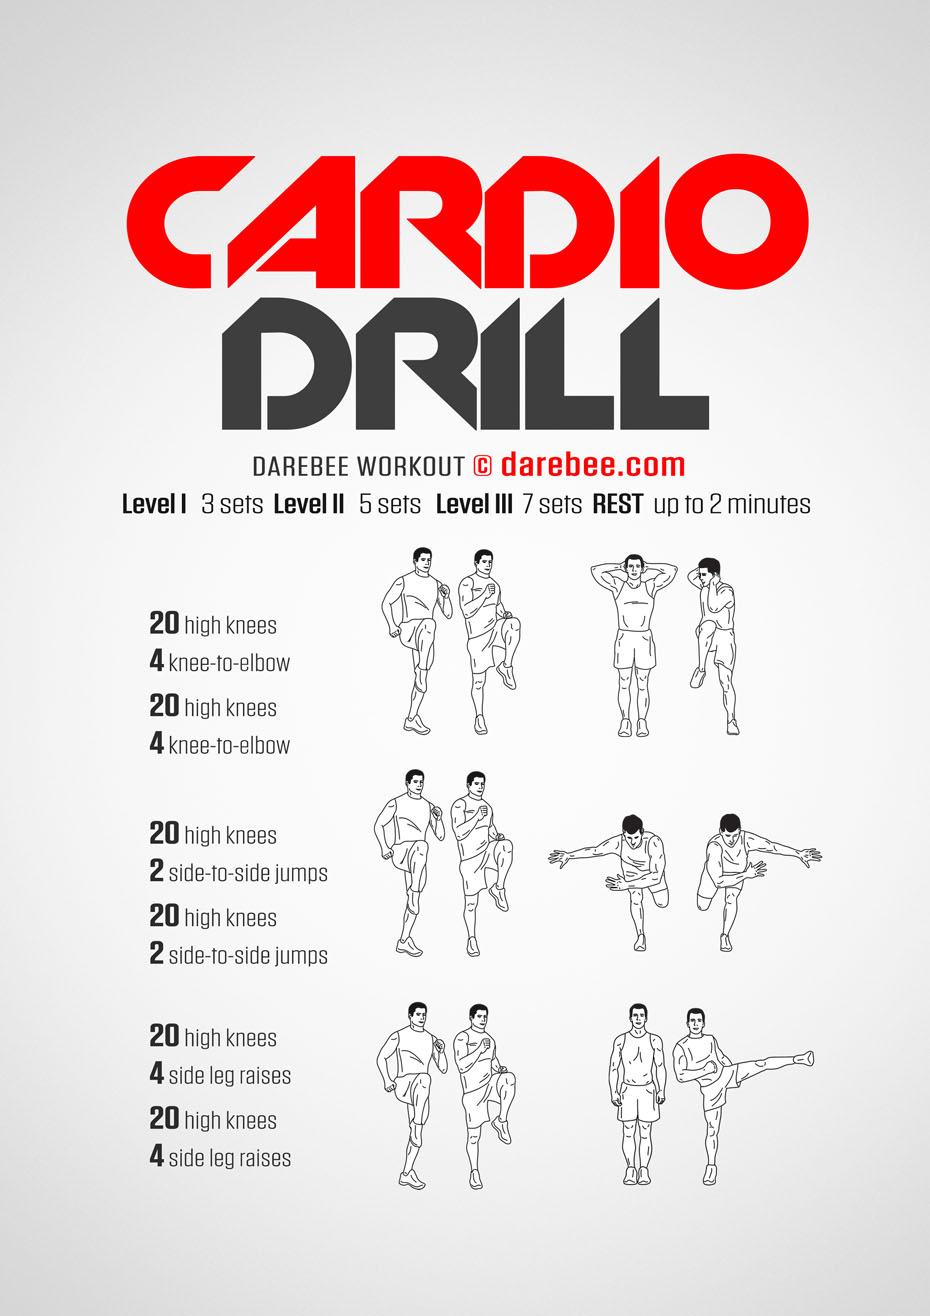 CARDIO
DRILL
DAREBEE WORKOUT © darebee.com
Level I 3 sets Level II 5 sets Level III 7 sets REST up to 2 minutes
20 high knees
4 knee-to-elbow
20 high knees
4 knee-to-elbow
20 high knees
2 side-to-side jumps
20 high knees
2 side-to-side jumps
20 high knees
4 side leg raises
20 high knees
4 side leg raises